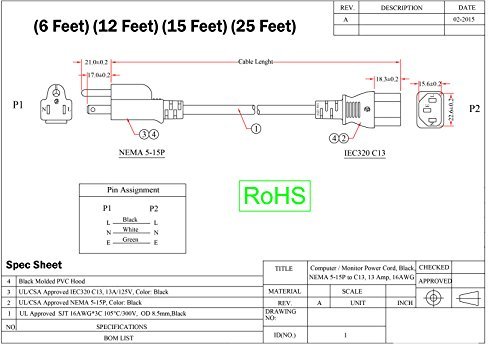 (6 Feet) (12 Feet) (15 Feet) (25 Feet)
REV. DESCRIPTION DATE
A 02-2015
21.0±0.2
17.0±0.2
Cable Lenght
18.3±0.2
15.6±0.2
22.6±0.2
P1
N L
P2
3 4
1
4 2
NEMA 5-15P
IEC320 C13
Pin Assignment
P1 P2
L Black L
N White N
E Green E
RoHS
Spec Sheet
4 Black Molded PVC Hood
3 UL/CSA Approved IEC320 C13, 13A/125V, Color: Black
2 UL/CSA Approved NEMA 5-15P, Color: Black
1 UL Approved SJT 16AWG*3C 105°C/300V, OD 8.5mm,Black
NO. SPECIFICATIONS
BOM LIST
TITLE
Computer / Monitor Power Cord, Black,
NEMA 5-15P to C13, 13 Amp, 16AWG
CHECKED
APPROVED
MATERIAL SCALE
REV. A UNIT INCH
DRAWING
NO:
ID(NO.) 1